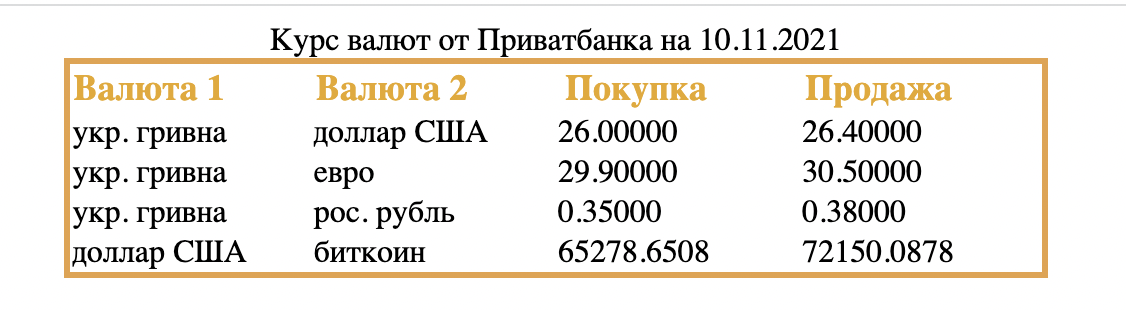 Курс валют от Приватбанка на 10.11.2021
Валюта 1 Валюта 2 Покупка Продажа
укр. гривна доллар США 26.00000 26.40000
укр. гривна евро 29.90000 30.50000
укр. гривна рос. рубль 0.35000 0.38000
доллар США биткоин 65278.6508 72150.0878